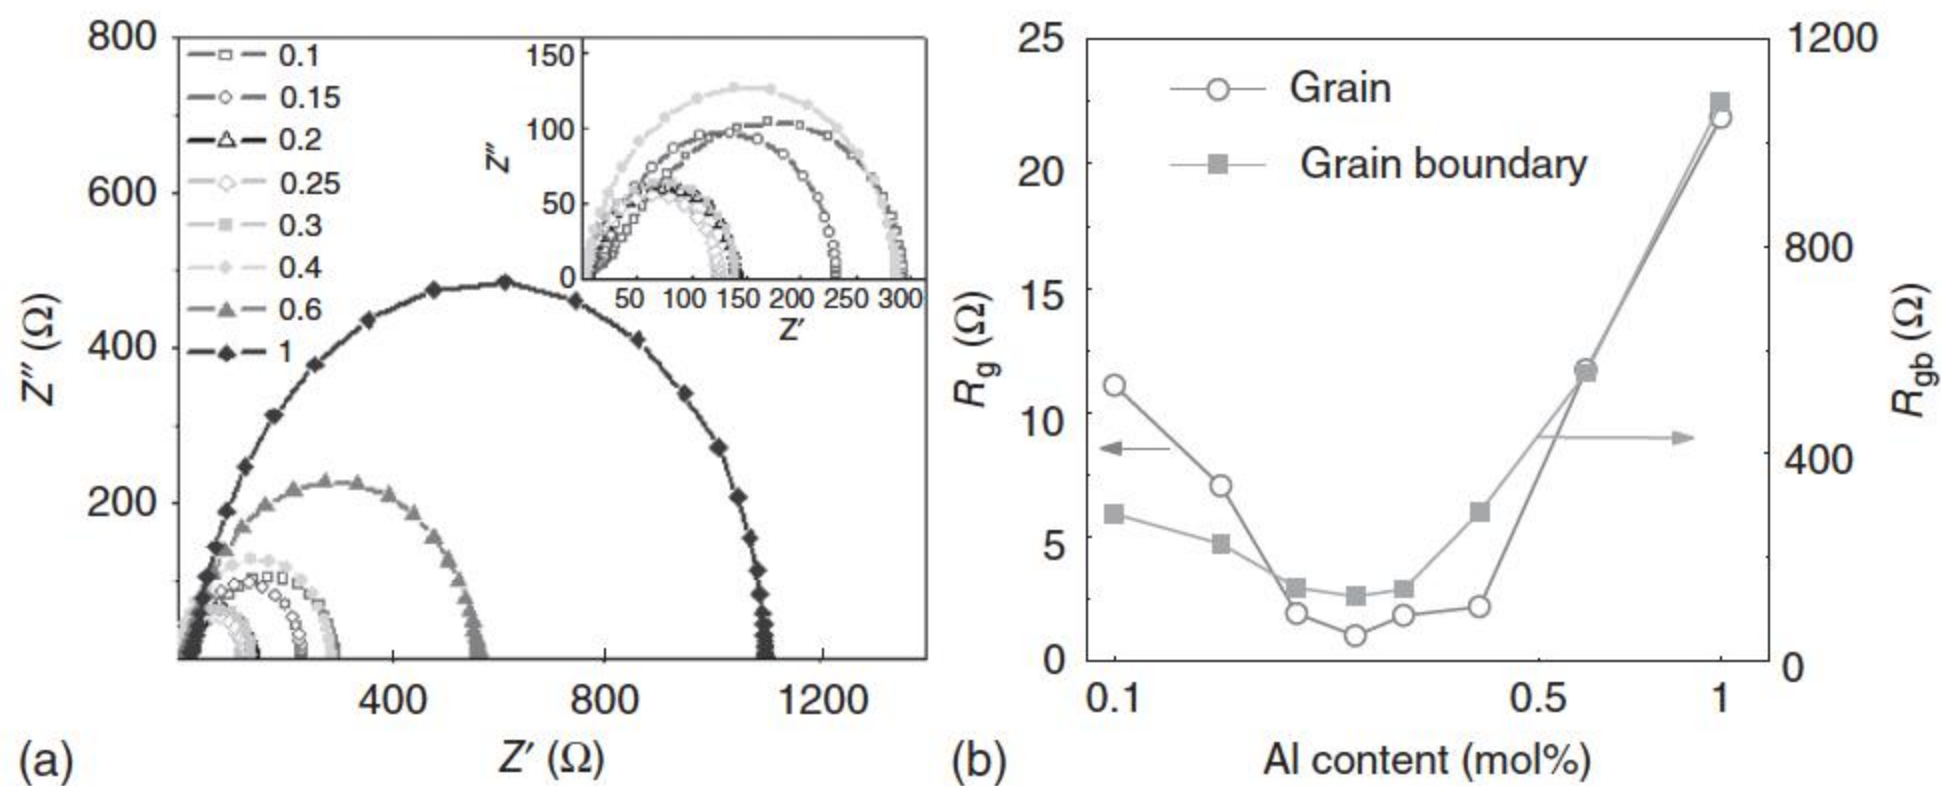 800
600
400
200
Z″ (Ω)
0.1
0.15
0.2
0.25
0.3
0.4
0.6
1
150
100
50
0
Z″
50 100 150 200 250 300
Z′
400 800 1200
Z′ (Ω)
(a)
25
20
15
10
5
0
Rg (Ω)
Grain
Grain boundary
1200
800
400
0
Rgb (Ω)
0.1 0.5 1
Al content (mol%)
(b)